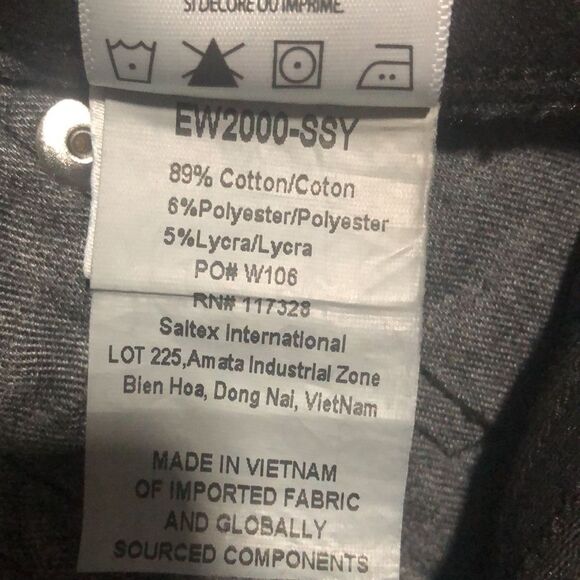 SI DÉCORÉ OU IMPRIMÉ.
EW2000-SSY
89% Cotton/Coton
6%Polyester/Polyester
5%Lycra/Lycra
PO# W106
RN# 117328
Saltex International
LOT 225,Amata Industrial Zone
Bien Hoa, Dong Nai, VietNam
MADE IN VIETNAM
OF IMPORTED FABRIC
AND GLOBALLY
SOURCED COMPONENTS